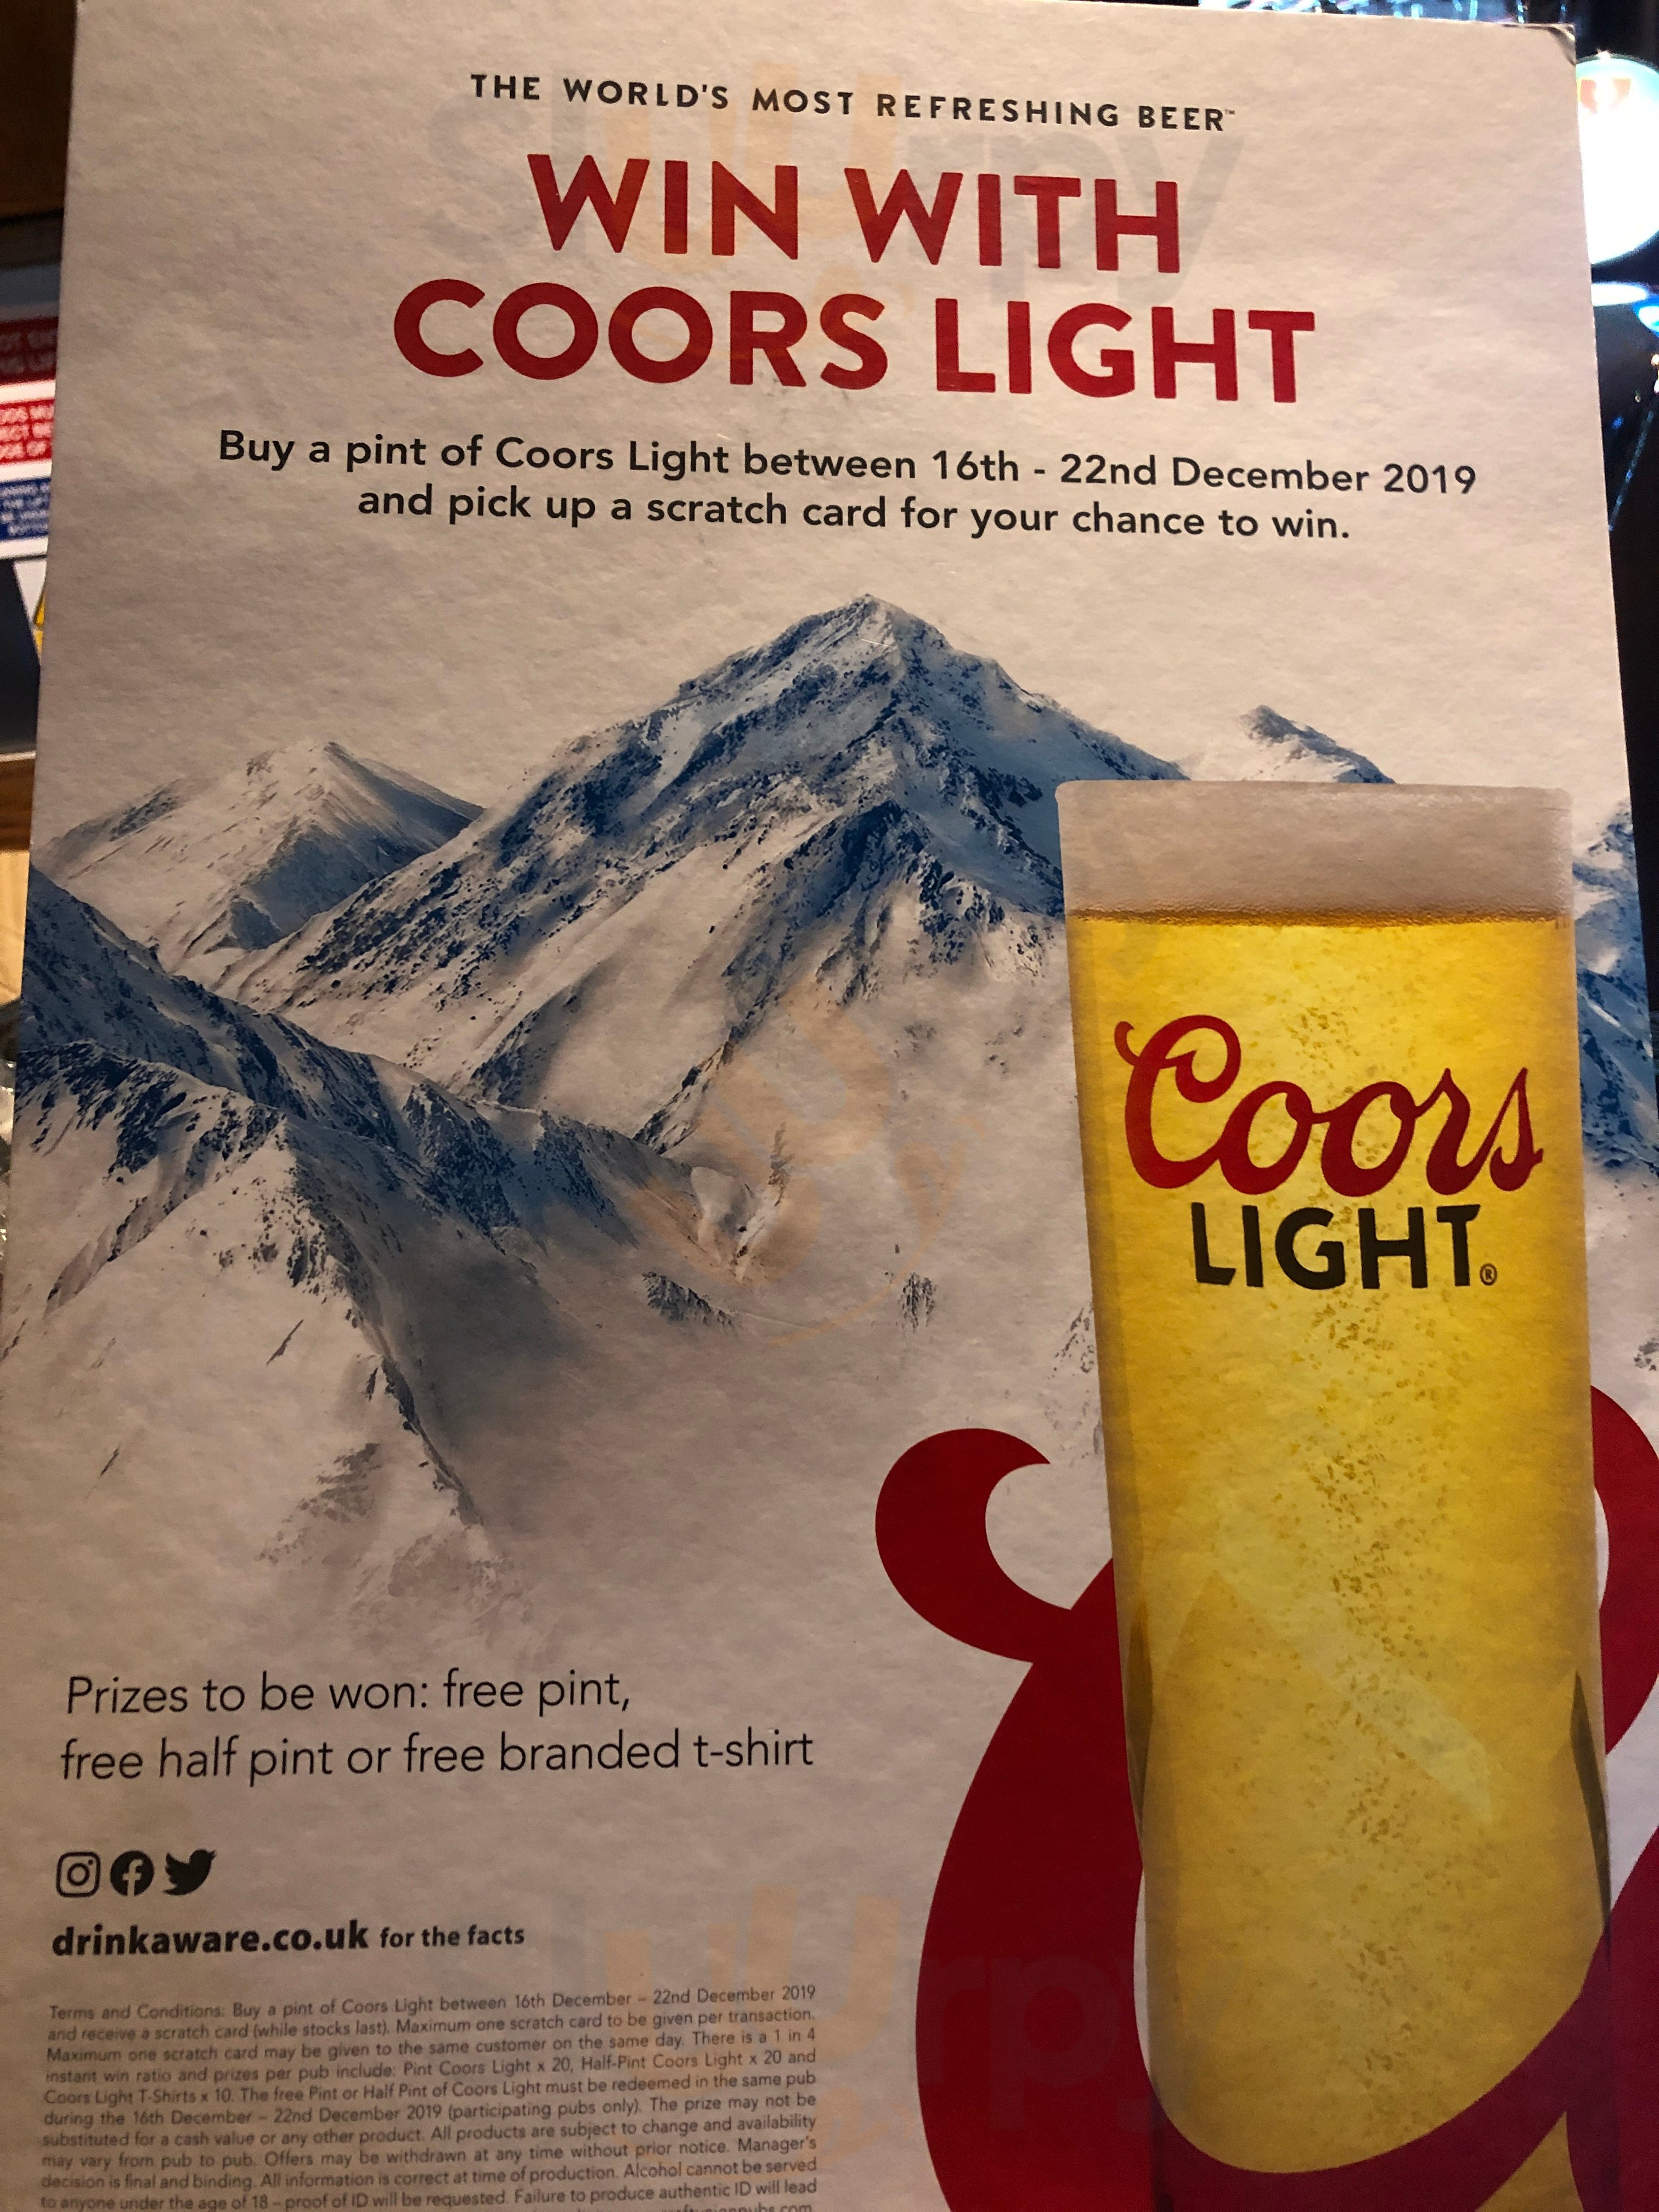 THE WORLD'S MOST REFRESHING BEER™
WIN WITH
COORS LIGHT
Buy a pint of Coors Light between 16th - 22nd December 2019
and pick up a scratch card for your chance to win.
Coors
LIGHT®
Prizes to be won: free pint,
free half pint or free branded t-shirt
drinkaware.co.uk for the facts
Terms and Conditions: Buy a pint of Coors Light between 16th December – 22nd December 2019
and receive a scratch card (while stocks last). Maximum one scratch card to be given per transaction.
Maximum one scratch card may be given to the same customer on the same day. There is a 1 in 4
instant win ratio and prizes per pub include: Pint Coors Light x 20, Half-Pint Coors Light x 20 and
Coors Light T-Shirts x 10. The free Pint or Half Pint of Coors Light must be redeemed in the same pub
during the 16th December – 22nd December 2019 (participating pubs only). The prize may not be
substituted for a cash value or any other product. All products are subject to change and availability
may vary from pub to pub. Offers may be withdrawn at any time without prior notice. Manager's
decision is final and binding. All information is correct at time of production. Alcohol cannot be served
to anyone under the age of 18 – proof of ID will be requested. Failure to produce authentic ID will lead